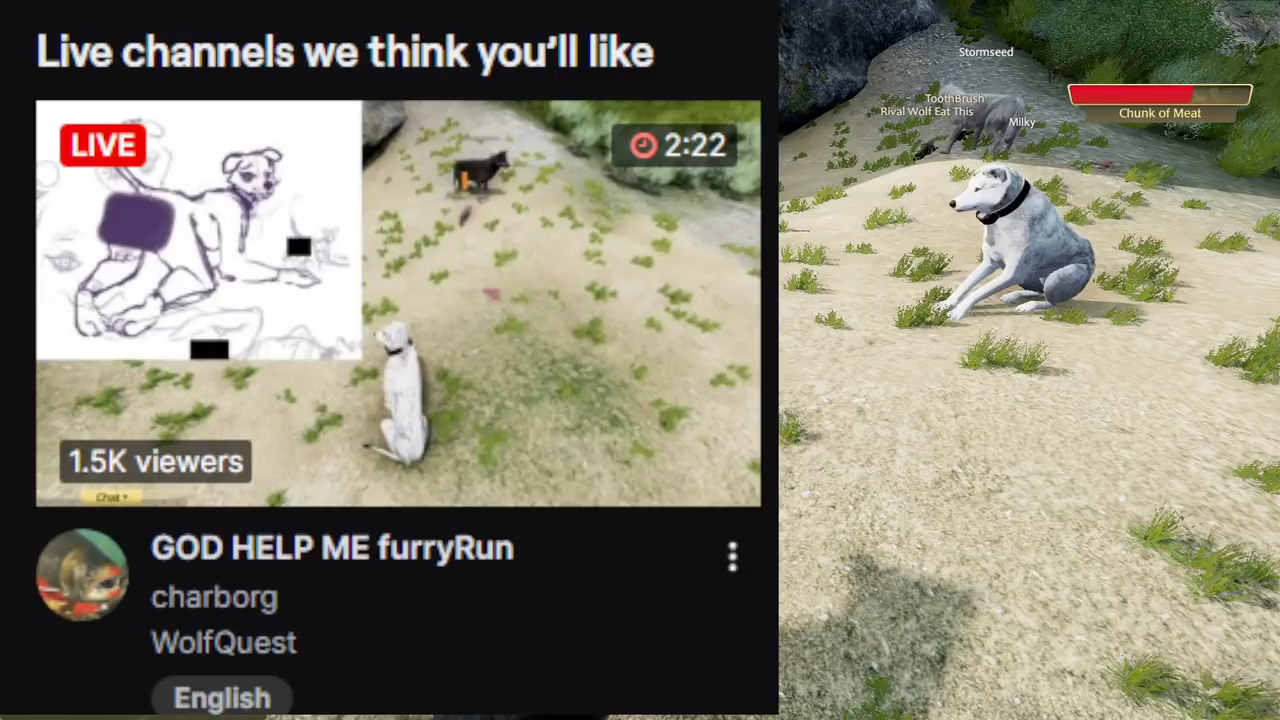 Live channels we think you'll like
LIVE
2:22
1.5K viewers
Chat
GOD HELP ME furryRun
charborg
WolfQuest
English
Stormseed
ToothBrush
Rival Wolf Eat This
Milky
Chunk of Meat